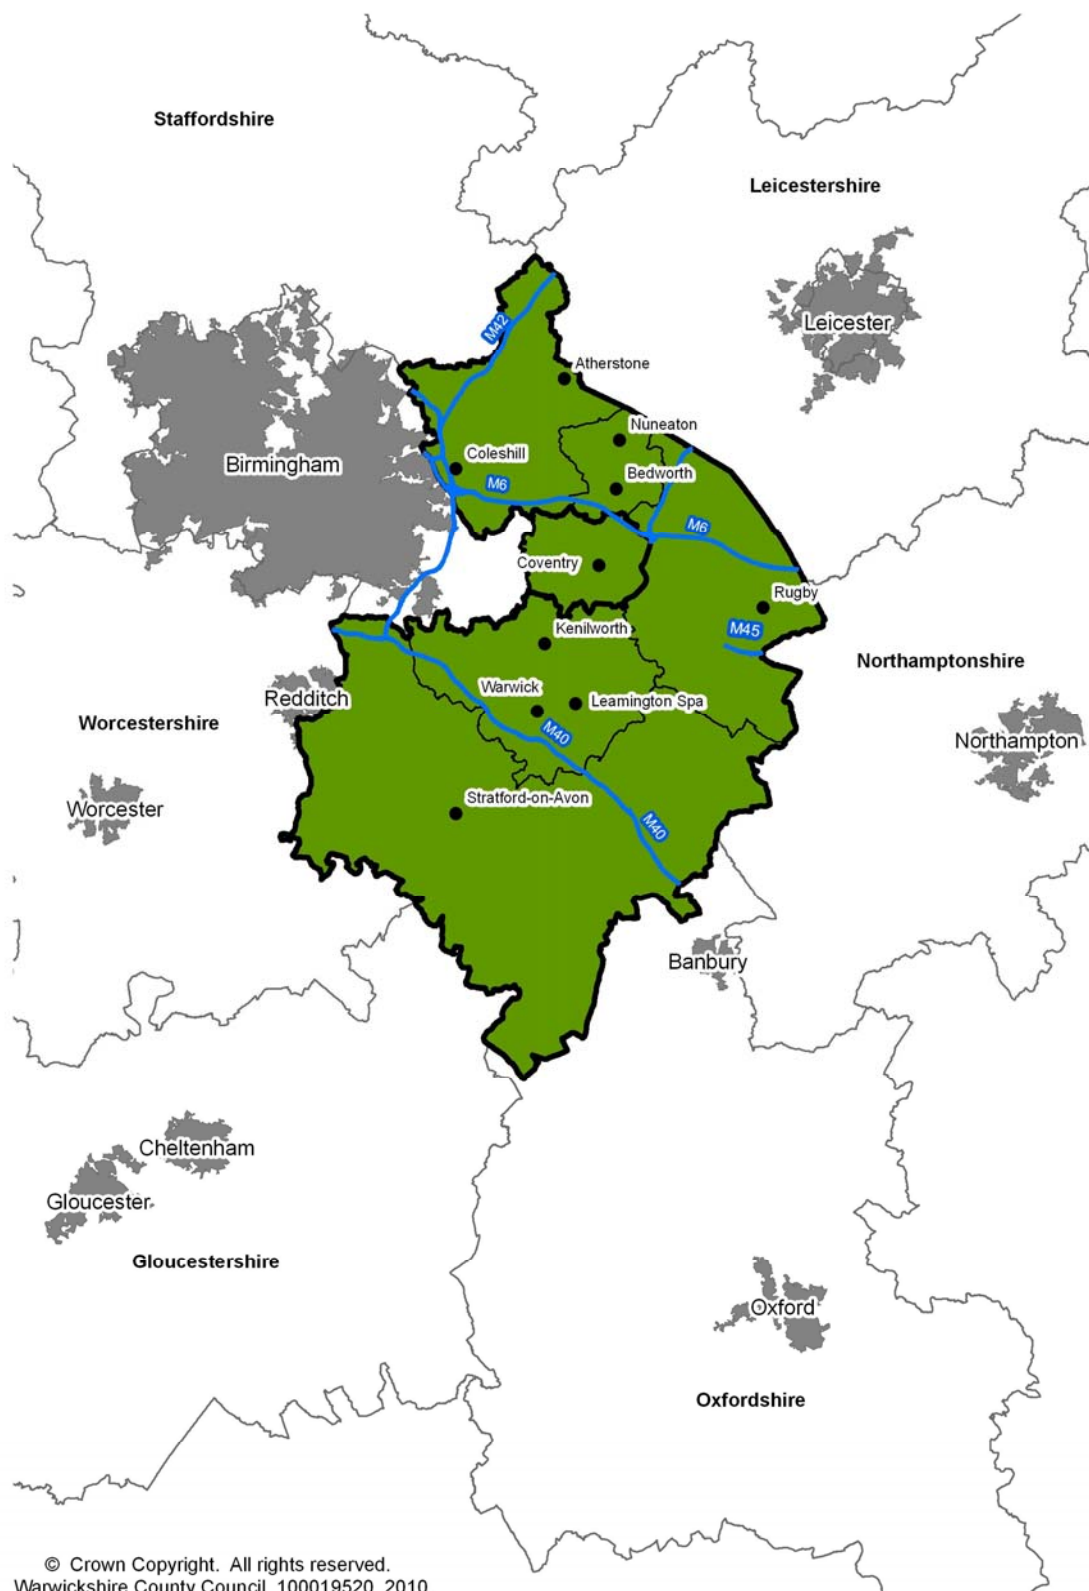 Staffordshire
Leicestershire
Leicester
M42
Atherstone
Nuneaton
Birmingham
Coleshill
Bedworth
M6
M6
Coventry
Rugby
Kenilworth
M45
Northamptonshire
Warwick
Leamington Spa
Redditch
Worcestershire
M40
Northampton
Stratford-on-Avon
Worcester
M40
Banbury
Cheltenham
Gloucester
Gloucestershire
Oxford
Oxfordshire
© Crown Copyright. All rights reserved.
Warwickshire County Council, 100019520, 2010